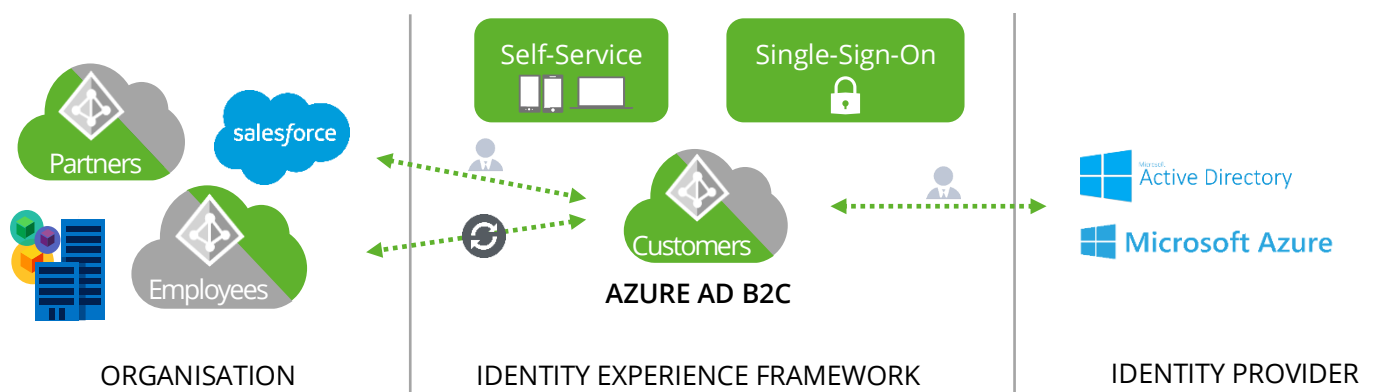 Self-Service
Single-Sign-On
Partners
salesforce
Employees
Customers
AZURE AD B2C
Microsoft
Active Directory
Microsoft Azure
ORGANISATION
IDENTITY EXPERIENCE FRAMEWORK
IDENTITY PROVIDER